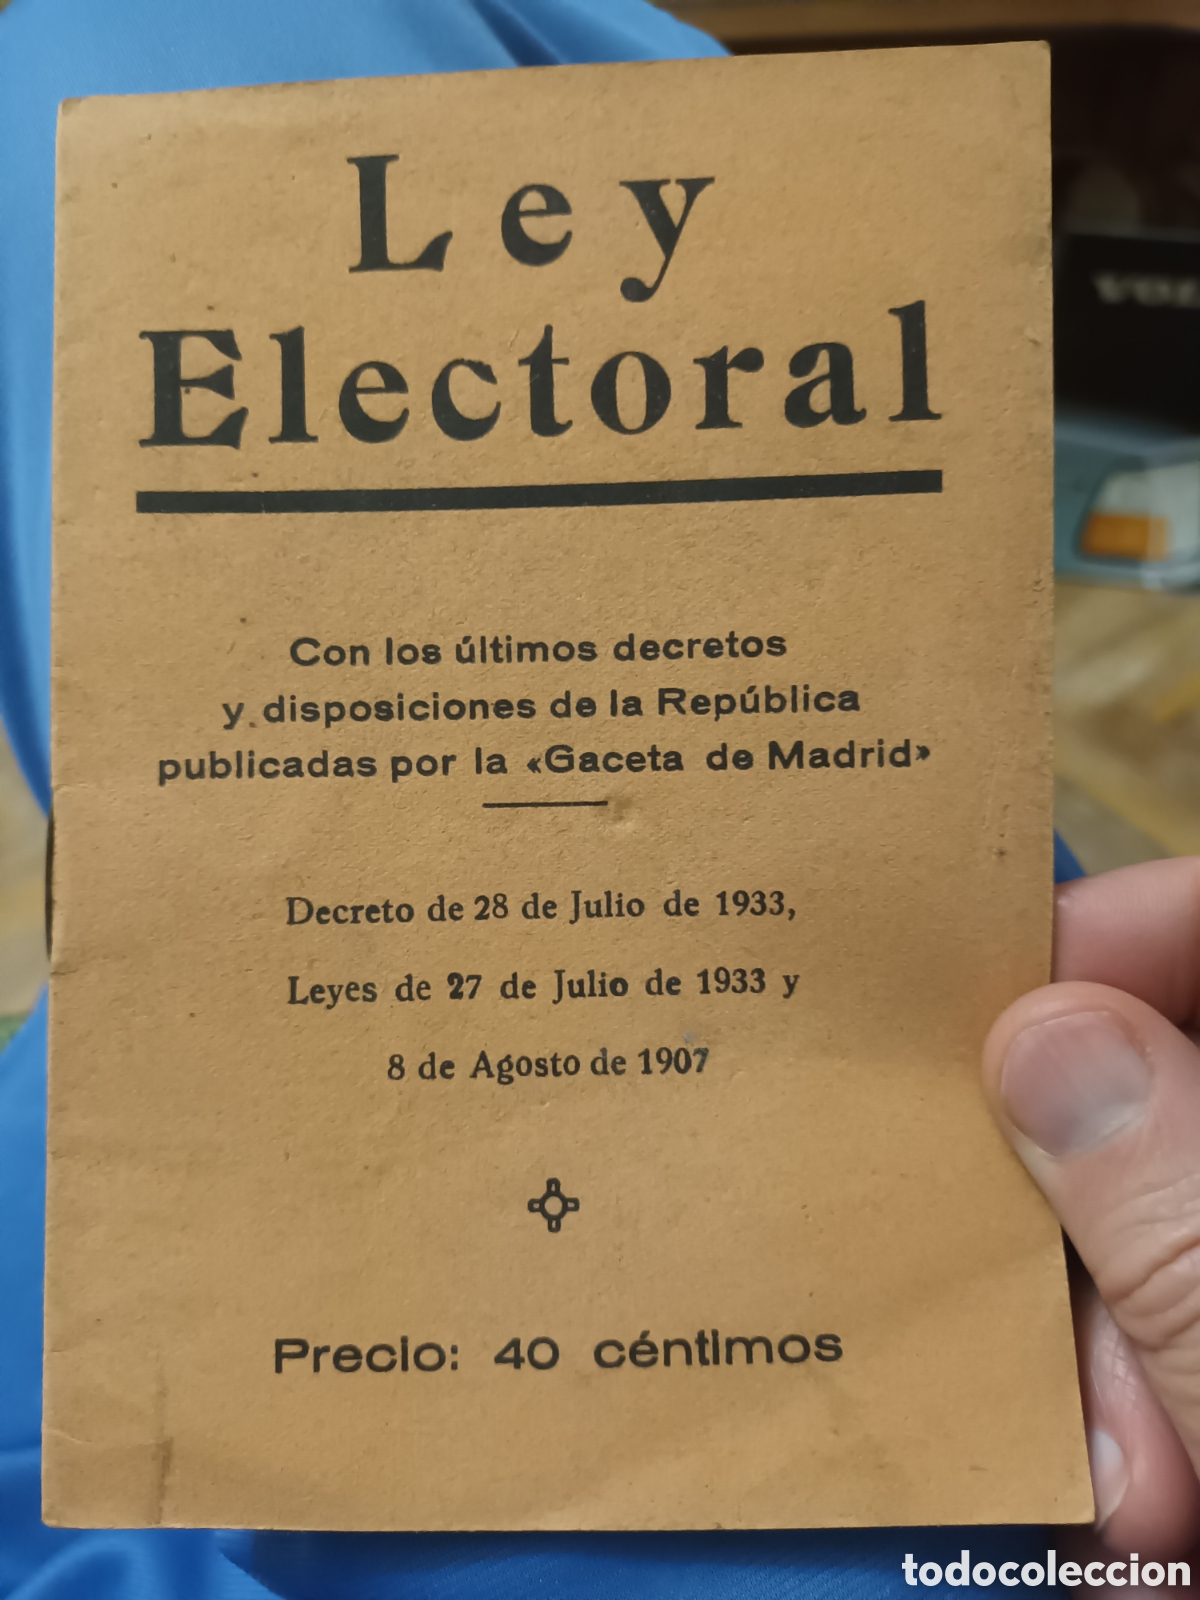 Ley
Electoral
Con los últimos decretos
y disposiciones de la República
publicadas por la «Gaceta de Madrid»
Decreto de 28 de Julio de 1933,
Leyes de 27 de Julio de 1933 y
8 de Agosto de 1907
Precio: 40 céntimos
todocoleccion